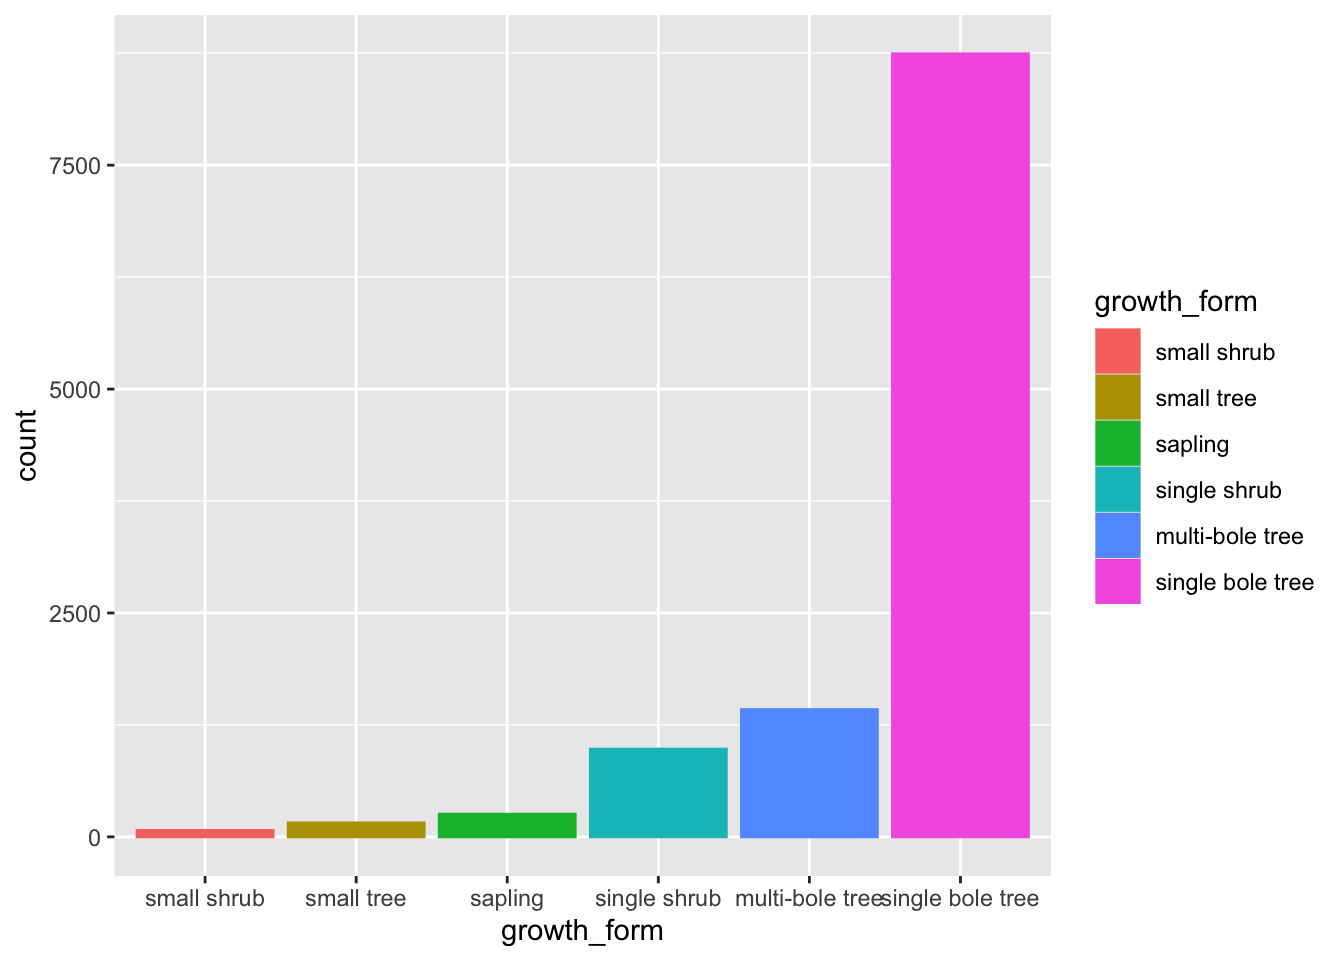 7500
5000
2500
0
count
small shrub
small tree
sapling
single shrub
multi-bole tree
single bole tree
growth_form
growth_form
small shrub
small tree
sapling
single shrub
multi-bole tree
single bole tree